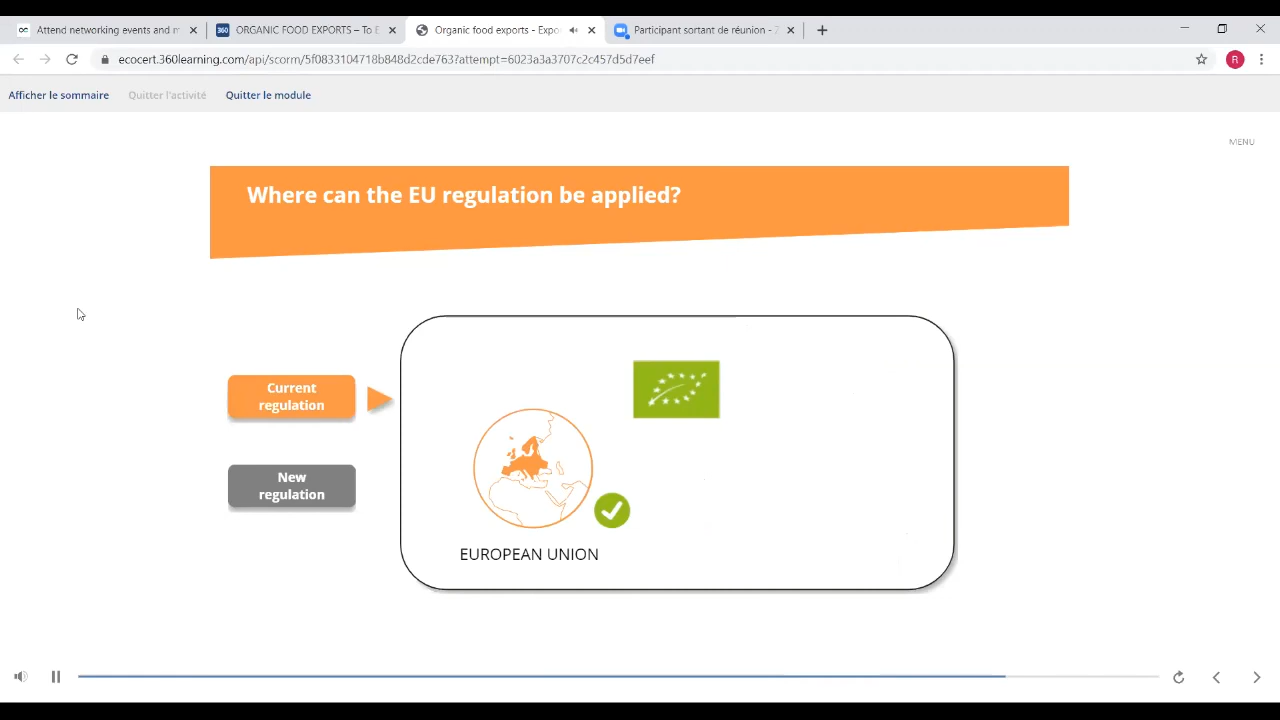 Attend networking events and m
ORGANIC FOOD EXPORTS – To E
Organic food exports - Expo
Participant sortant de réunion - Z
ecocert.360learning.com/api/scorm/5f0833104718b848d2cde763?attempt=6023a3a3707c2c457d5d7eef
R
Afficher le sommaire
Quitter l'activité
Quitter le module
MENU
Where can the EU regulation be applied?
Current
regulation
New
regulation
EUROPEAN UNION